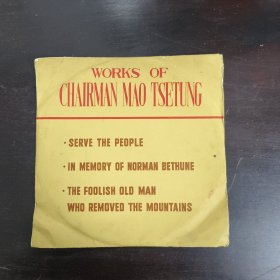 WORKS OF
CHAIRMAN MAO TSETUNG
· SERVE THE PEOPLE
· IN MEMORY OF NORMAN BETHUNE
· THE FOOLISH OLD MAN
WHO REMOVED THE MOUNTAINS